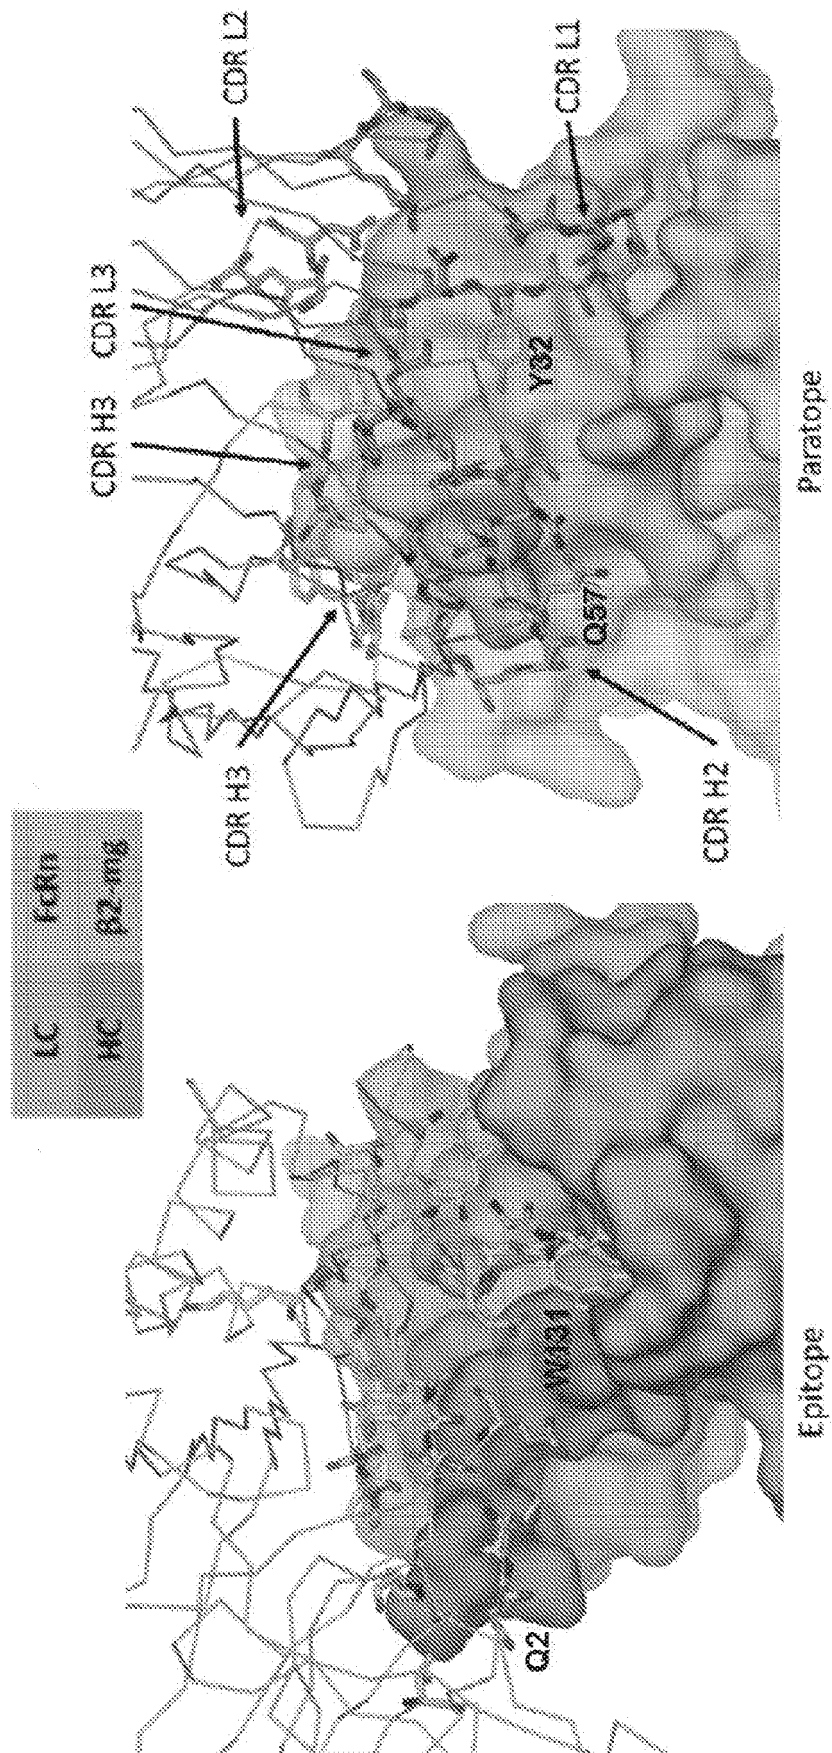 LC FcRn
HC β2-mg
CDR H3 CDR L3
CDR H3
CDR L2
CDR H2
CDR L1
Q2
W131
Q57
Y32
Epitope
Paratope